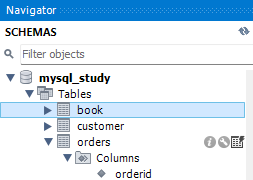 Navigator
SCHEMAS
Filter objects
mysql_study
Tables
book
customer
orders
Columns
orderid